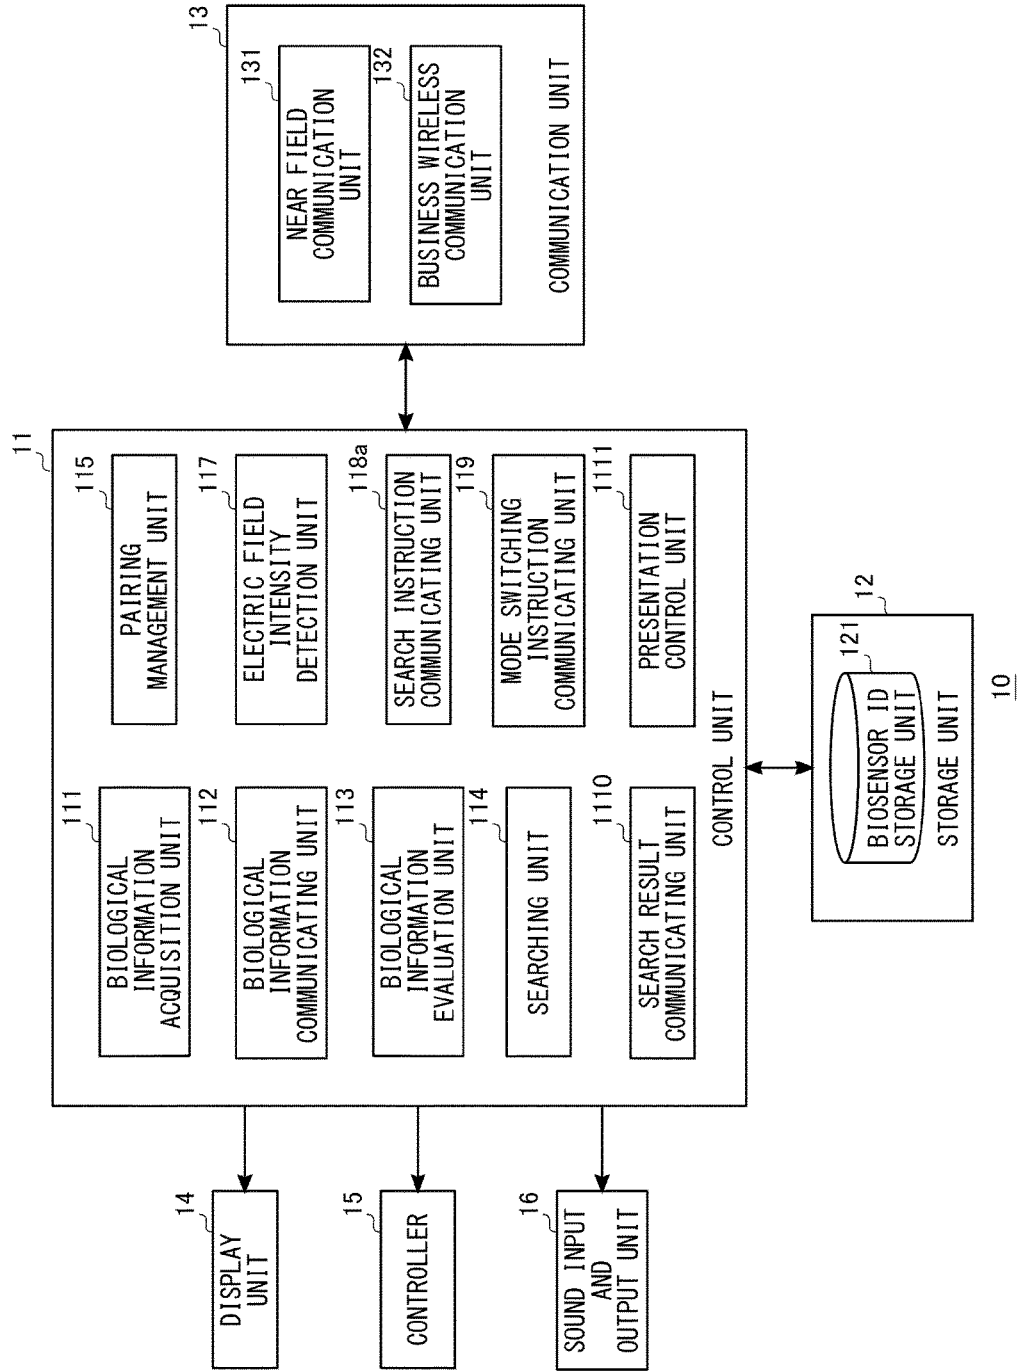 10
11
111
BIOLOGICAL
INFORMATION
ACQUISITION UNIT
112
BIOLOGICAL
INFORMATION
COMMUNICATING UNIT
113
BIOLOGICAL
INFORMATION
EVALUATION UNIT
114
SEARCHING UNIT
1110
SEARCH RESULT
COMMUNICATING UNIT
115
PAIRING
MANAGEMENT UNIT
117
ELECTRIC FIELD
INTENSITY
DETECTION UNIT
118a
SEARCH INSTRUCTION
COMMUNICATING UNIT
119
MODE SWITCHING
INSTRUCTION
COMMUNICATING UNIT
1111
PRESENTATION
CONTROL UNIT
CONTROL UNIT
13
131
NEAR FIELD
COMMUNICATION
UNIT
132
BUSINESS WIRELESS
COMMUNICATION
UNIT
COMMUNICATION UNIT
14
DISPLAY
UNIT
15
CONTROLLER
16
SOUND INPUT
AND
OUTPUT UNIT
12
121
BIOSENSOR ID
STORAGE UNIT
STORAGE UNIT